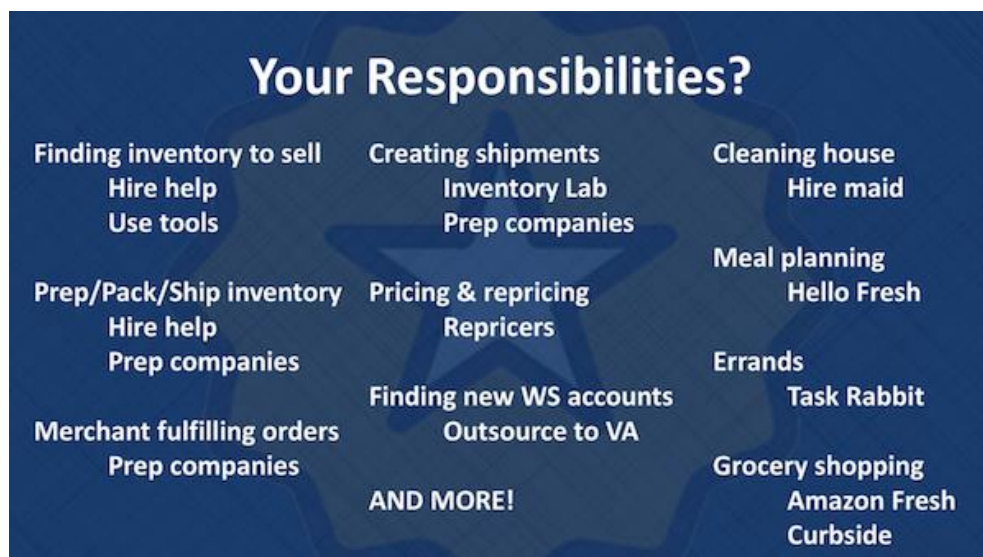 Your Responsibilities?
Finding inventory to sell
Hire help
Use tools
Prep/Pack/Ship inventory
Hire help
Prep companies
Merchant fulfilling orders
Prep companies
Creating shipments
Inventory Lab
Prep companies
Pricing & repricing
Repricers
Finding new WS accounts
Outsource to VA
AND MORE!
Cleaning house
Hire maid
Meal planning
Hello Fresh
Errands
Task Rabbit
Grocery shopping
Amazon Fresh
Curbside